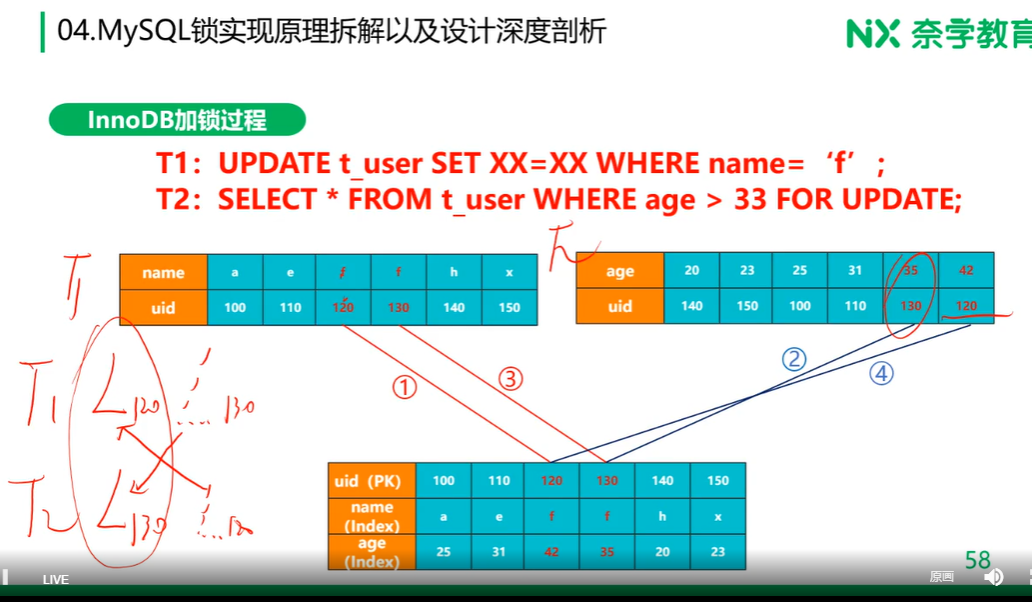 04.MySQL锁实现原理拆解以及设计深度剖析
NiX 奈学教育
InnoDB加锁过程
T1：UPDATE t_user SET XX=XX WHERE name=‘f’;
T2：SELECT * FROM t_user WHERE age > 33 FOR UPDATE;
T1
T2
name a e f f h x
uid 100 110 120 130 140 150
age 20 23 25 31 35 42
uid 140 150 100 110 130 120
① ③ ② ④
T1 L120 130
T2 L130 120
uid（PK） 100 110 120 130 140 150
name
(Index) a e f f h x
age
(Index) 25 31 42 35 20 23
58
LIVE
原画